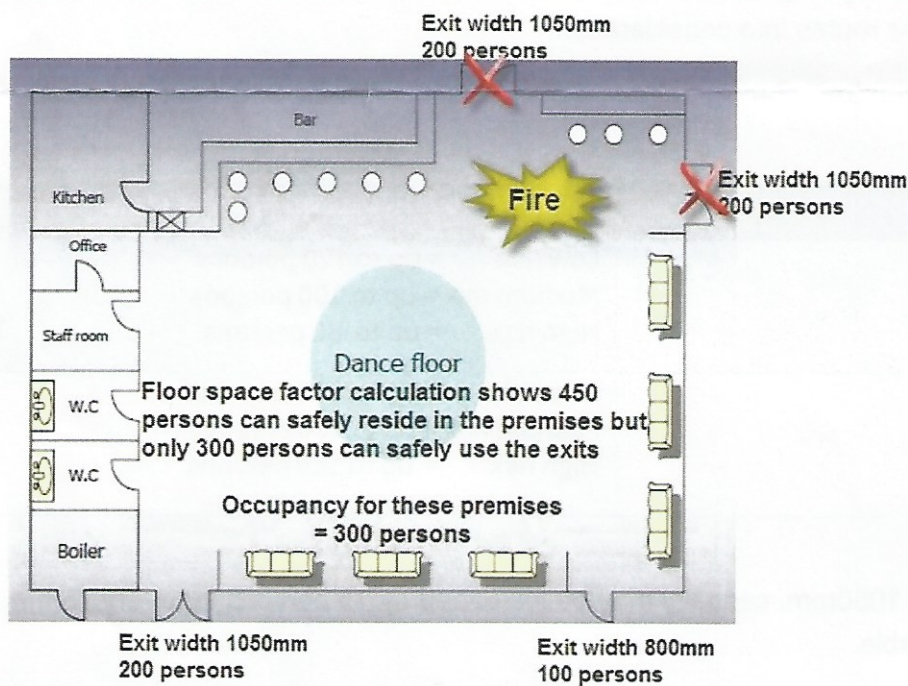 Exit width 1050mm
200 persons
Bar
Exit width 1050mm
200 persons
Kitchen
Fire
Office
Staff room
Dance floor
Floor space factor calculation shows 450
persons can safely reside in the premises but
only 300 persons can safely use the exits
W.C
W.C
Occupancy for these premises
= 300 persons
Boiler
Exit width 1050mm
200 persons
Exit width 800mm
100 persons